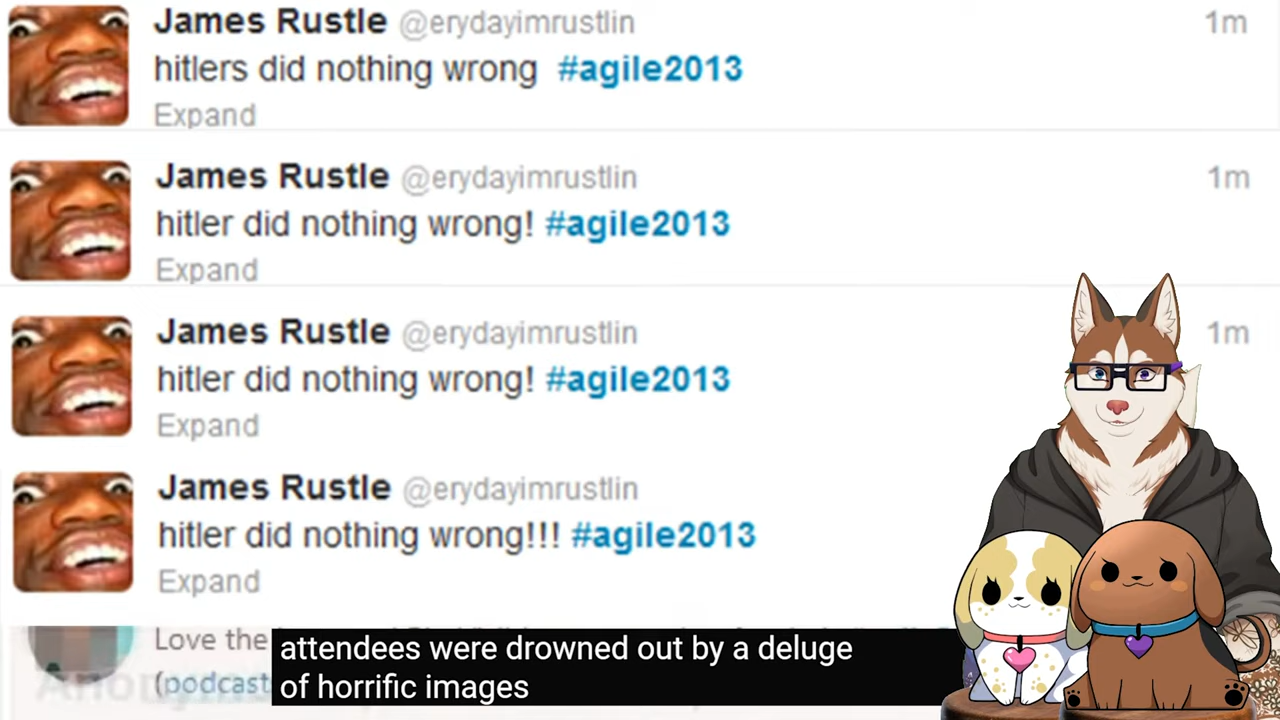 James Rustle @erydayimrustlin 1m
hitlers did nothing wrong #agile2013
Expand
James Rustle @erydayimrustlin 1m
hitler did nothing wrong! #agile2013
Expand
James Rustle @erydayimrustlin 1m
hitler did nothing wrong! #agile2013
Expand
James Rustle @erydayimrustlin
hitler did nothing wrong!!! #agile2013
Expand
Love the
(podcast
attendees were drowned out by a deluge
of horrific images